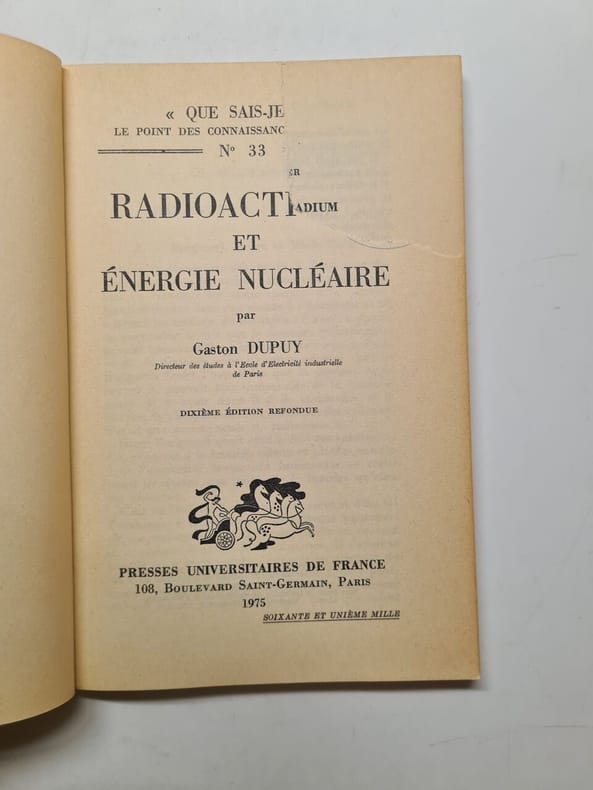 « QUE SAIS-JE
LE POINT DES CONNAISSANC
Nº 33
ER
RADIOACTI
ADIUM
ET
ÉNERGIE NUCLÉAIRE
par
Gaston DUPUY
Directeur des études à l'Ecole d'Electricité industrielle
de Paris
DIXIÈME ÉDITION REFONDUE
PRESSES UNIVERSITAIRES DE FRANCE
108, BOULEVARD SAINT-GERMAIN, PARIS
1975
SOIXANTE ET UNIÈME MILLE